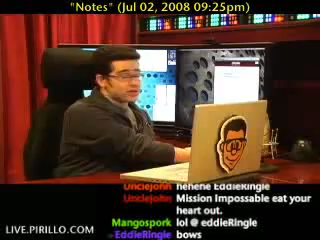 "Notes" (Jul 02, 2008 09:25pm)
UncleJohn henene EddieRingle
UncleJohn Mission Impossable eat your
heart out.
Mangospork lol @ eddieRingle
EddieRingle bows
LIVE.PIRILLO.COM